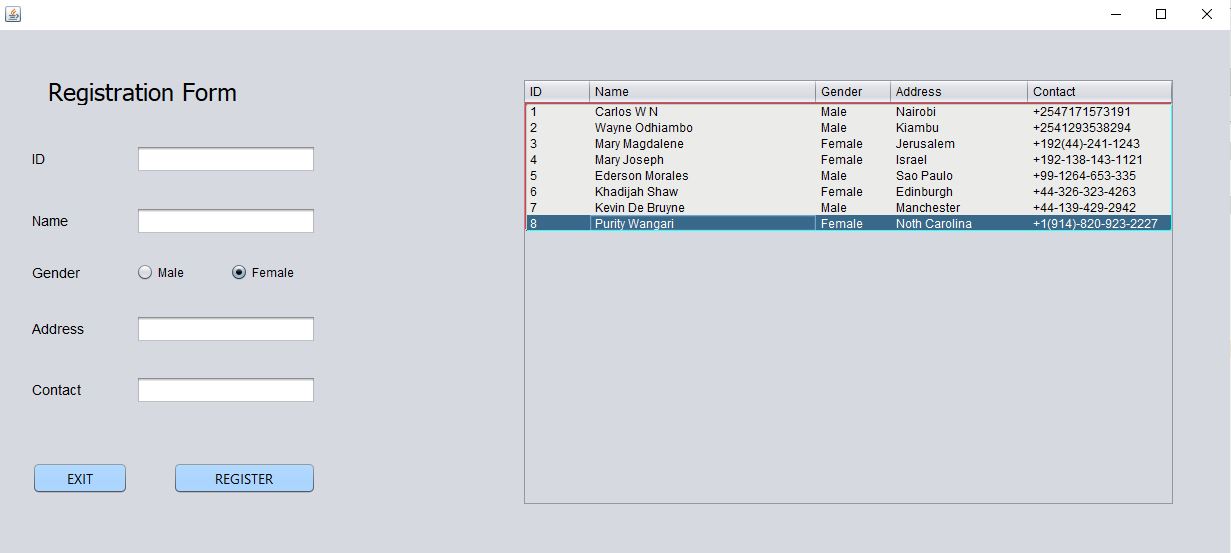 Registration Form
ID
Name
Gender Male Female
Address
Contact
EXIT REGISTER
ID Name Gender Address Contact
1 Carlos W N Male Nairobi +2547171573191
2 Wayne Odhiambo Male Kiambu +2541293538294
3 Mary Magdalene Female Jerusalem +192(44)-241-1243
4 Mary Joseph Female Israel +192-138-143-1121
5 Ederson Morales Male Sao Paulo +99-1264-653-335
6 Khadijah Shaw Female Edinburgh +44-326-323-4263
7 Kevin De Bruyne Male Manchester +44-139-429-2942
8 Purity Wangari Female Noth Carolina +1(914)-820-923-2227